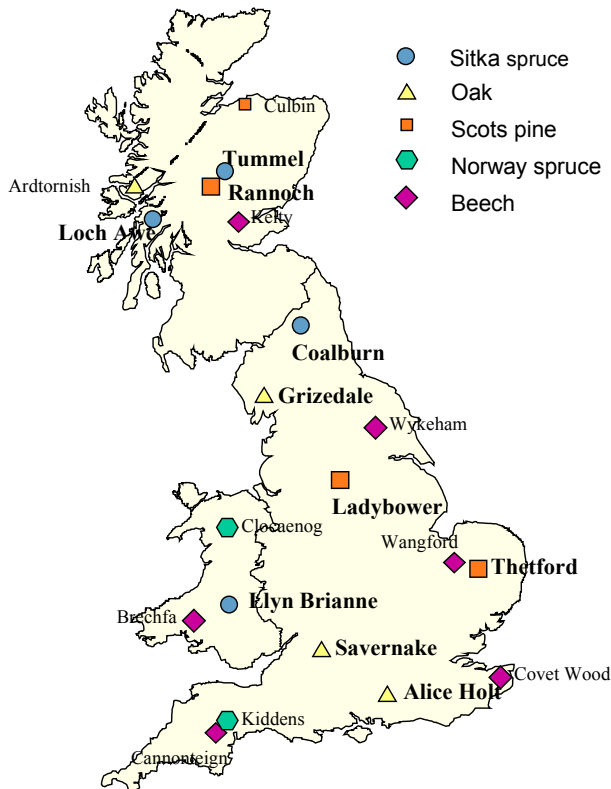 Sitka spruce
Oak
Culbin
Scots pine
Tummel
Norway spruce
Ardtornish
Rannoch
Beech
Kelty
Loch Awe
Coalburn
Grizedale
Wykeham
Ladybower
Clocaenog
Wangford
Thetford
Llyn Brianne
Brechfa
Savernake
Covet Wood
Alice Holt
Kiddens
Cannonteign